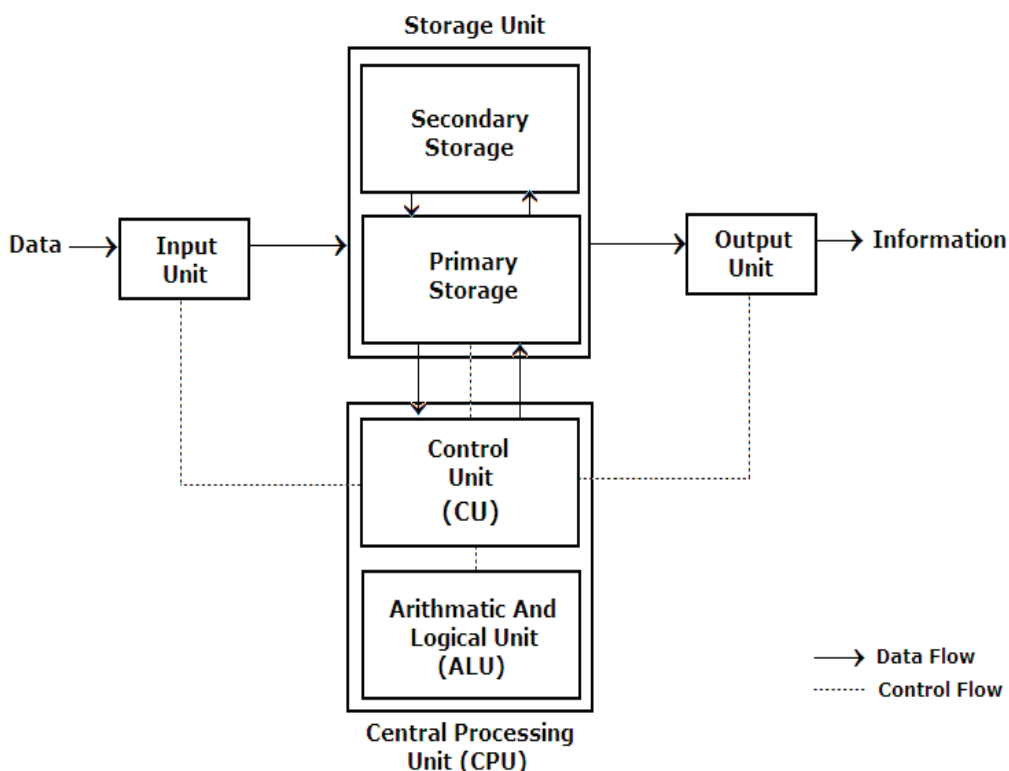 Storage Unit
Secondary
Storage
Data
Input
Unit
Primary
Storage
Output
Unit
Information
Control
Unit
(CU)
Arithmatic And
Logical Unit
(ALU)
Data Flow
Control Flow
Central Processing
Unit (CPU)